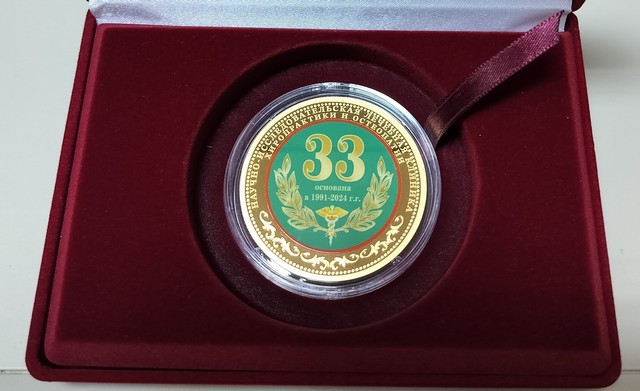 НАУЧНО-ИССЛЕДОВАТЕЛЬСКАЯ ЛЕЧЕБНАЯ КЛИНИКА
ХИРОПРАКТИКИ И ОСТЕОПАТИИ
33
основана
в 1991-2024 г.г.